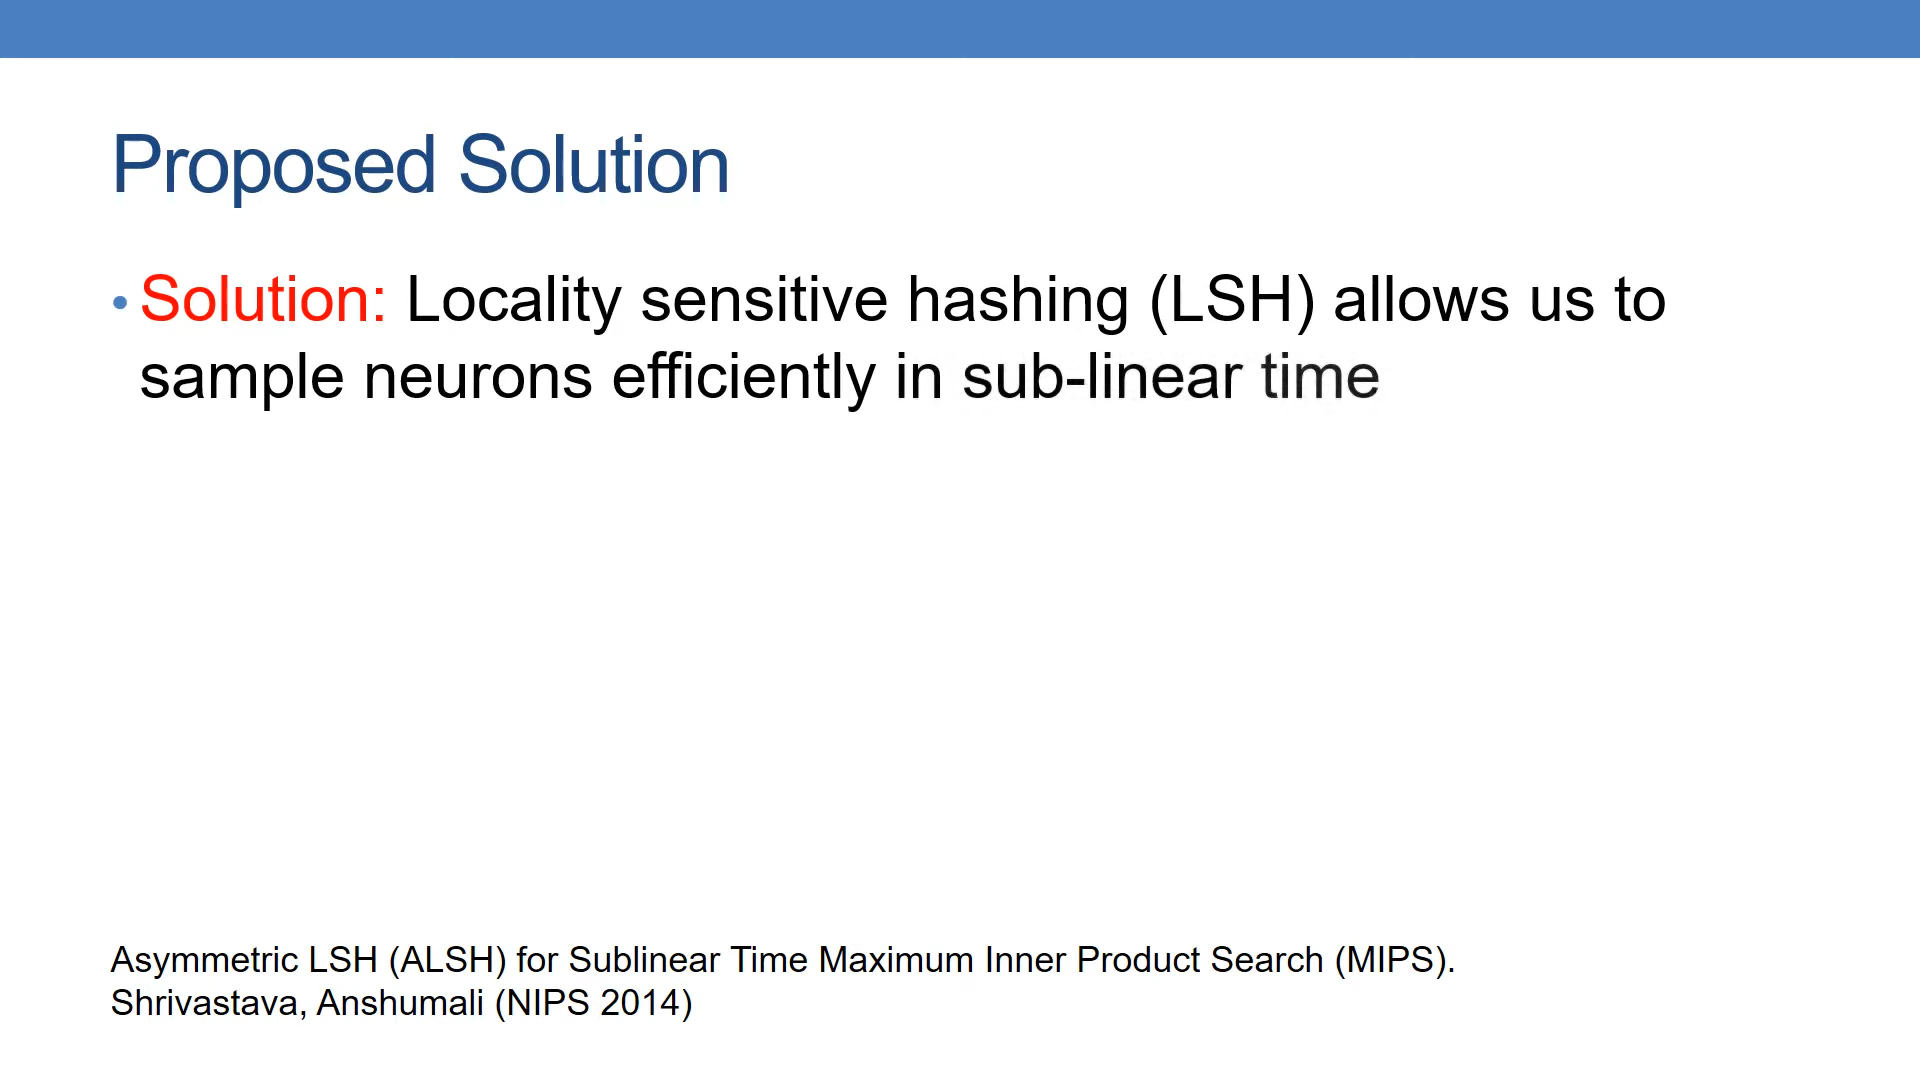 Proposed Solution
• Solution: Locality sensitive hashing (LSH) allows us to
sample neurons efficiently in sub-linear time
Asymmetric LSH (ALSH) for Sublinear Time Maximum Inner Product Search (MIPS).
Shrivastava, Anshumali (NIPS 2014)